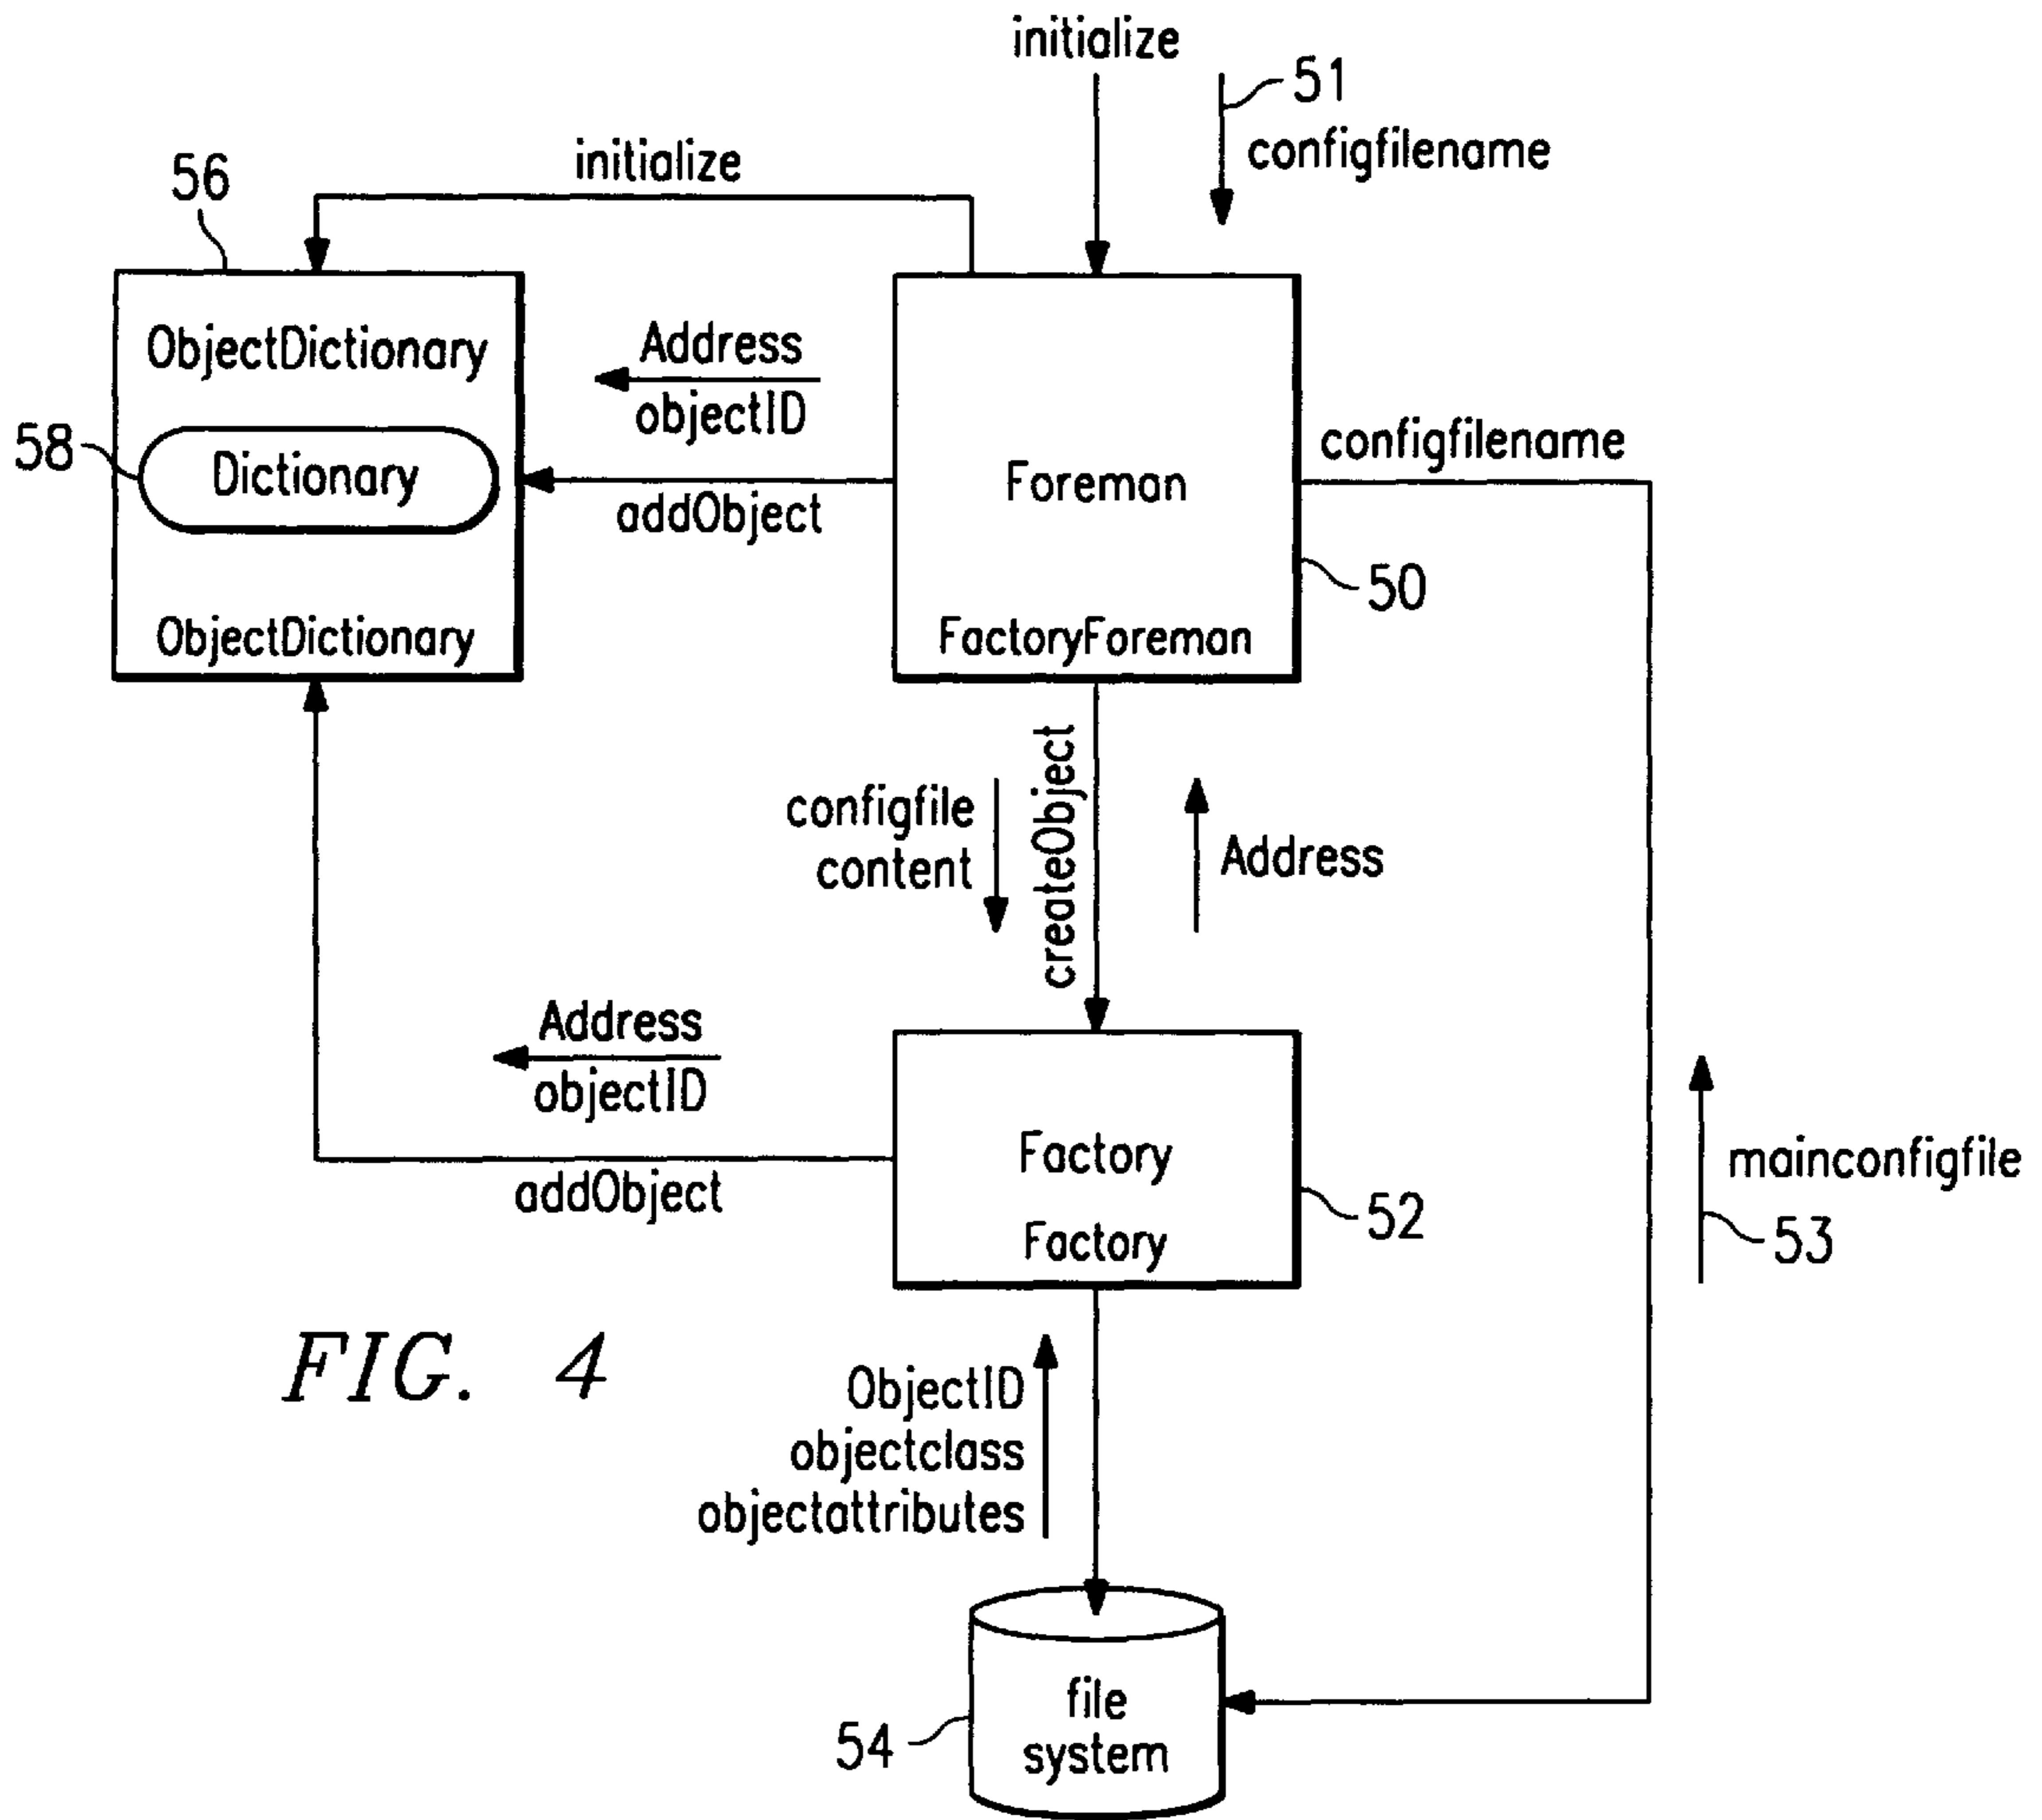 initialize
51
configfilename
initialize
56
ObjectDictionary
58
Dictionary
ObjectDictionary
Address
objectID
addObject
Foreman
FactoryForeman
50
configfilename
configfile
content
createObject
Address
Address
objectID
addObject
Factory
Factory
52
mainconfigfile
53
FIG. 4
ObjectID
objectclass
objectattributes
file
system
54